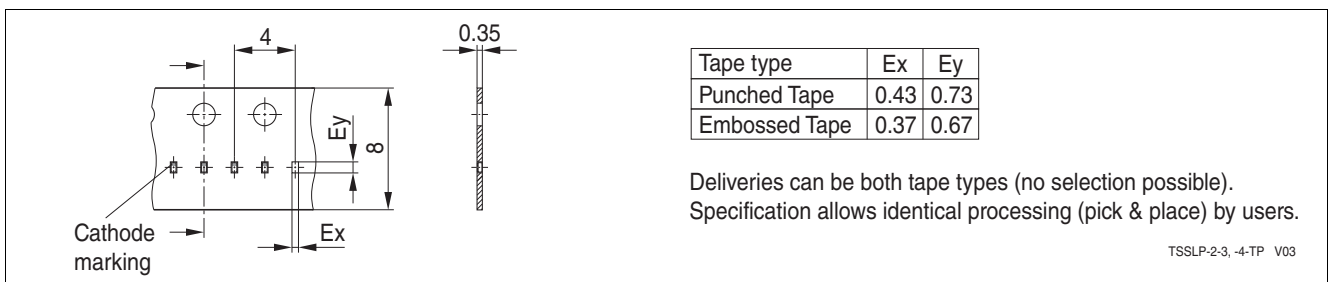 4
0.35
Ey
8
Cathode
marking
Ex
Tape type Ex Ey
Punched Tape 0.43 0.73
Embossed Tape 0.37 0.67
Deliveries can be both tape types (no selection possible).
Specification allows identical processing (pick & place) by users.
TSSLP-2-3, -4-TP V03